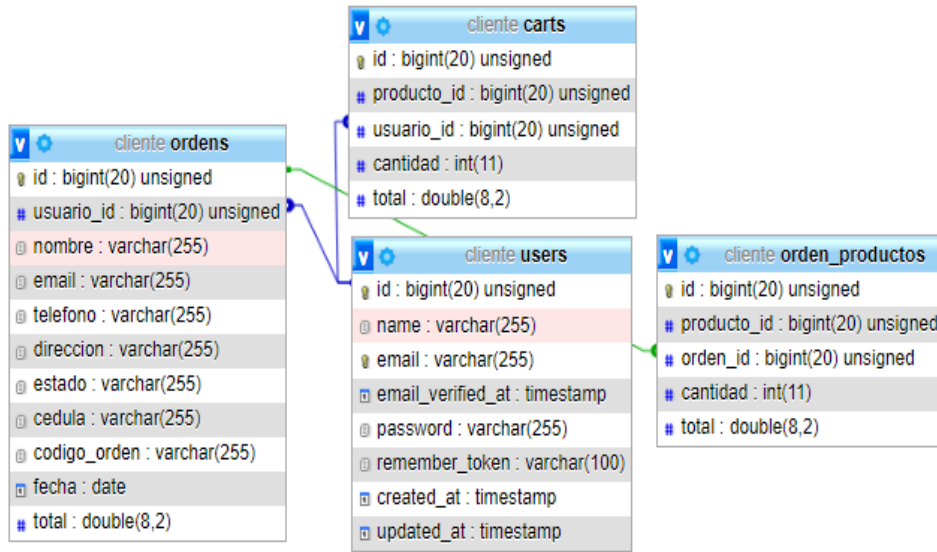 cliente carts
id : bigint(20) unsigned
producto_id : bigint(20) unsigned
usuario_id : bigint(20) unsigned
cantidad : int(11)
total : double(8,2)
cliente ordens
id : bigint(20) unsigned
usuario_id : bigint(20) unsigned
nombre : varchar(255)
email : varchar(255)
telefono : varchar(255)
direccion : varchar(255)
estado : varchar(255)
cedula : varchar(255)
codigo_orden : varchar(255)
fecha : date
total : double(8,2)
cliente users
id : bigint(20) unsigned
name : varchar(255)
email : varchar(255)
email_verified_at : timestamp
password : varchar(255)
remember_token : varchar(100)
created_at : timestamp
updated_at : timestamp
cliente orden_productos
id : bigint(20) unsigned
producto_id : bigint(20) unsigned
orden_id : bigint(20) unsigned
cantidad : int(11)
total : double(8,2)